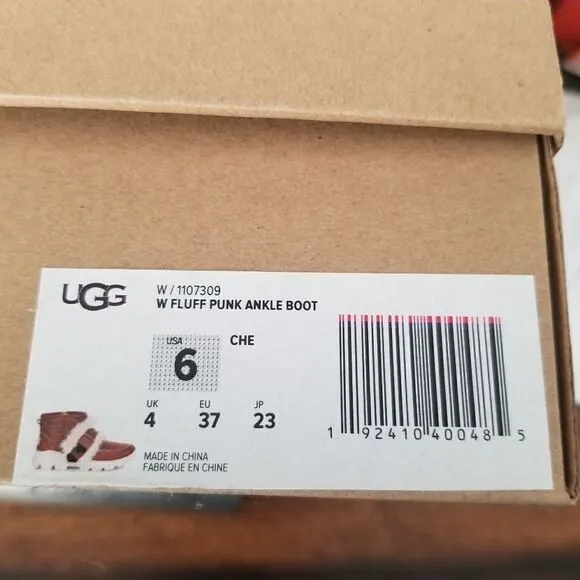 UGG
W / 1107309
W FLUFF PUNK ANKLE BOOT
USA
6
CHE
UK EU JP
4 37 23
MADE IN CHINA
FABRIQUE EN CHINE
1 92410 40048 5